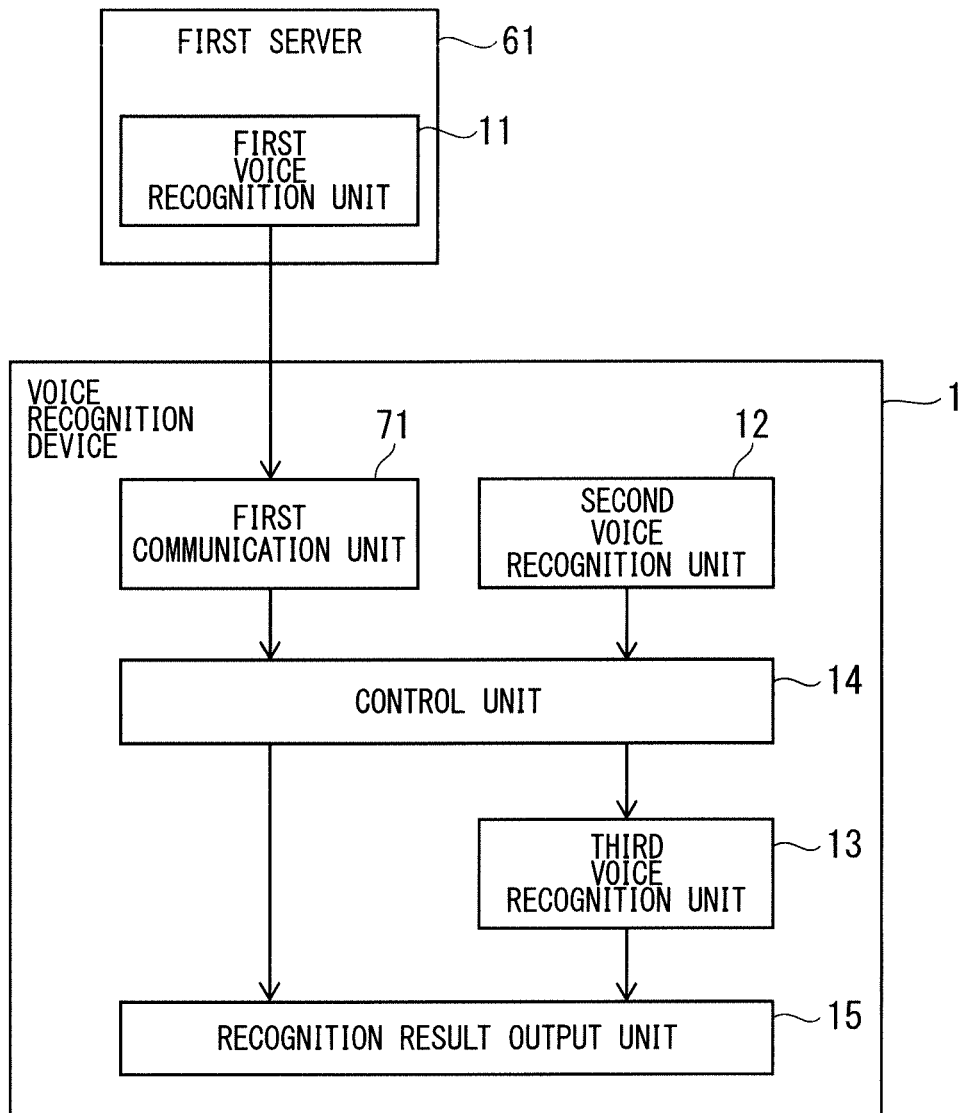 FIRST SERVER
61
FIRST
VOICE
RECOGNITION UNIT
11
VOICE
RECOGNITION
DEVICE
1
71
12
FIRST
COMMUNICATION UNIT
SECOND
VOICE
RECOGNITION UNIT
CONTROL UNIT
14
THIRD
VOICE
RECOGNITION UNIT
13
RECOGNITION RESULT OUTPUT UNIT
15